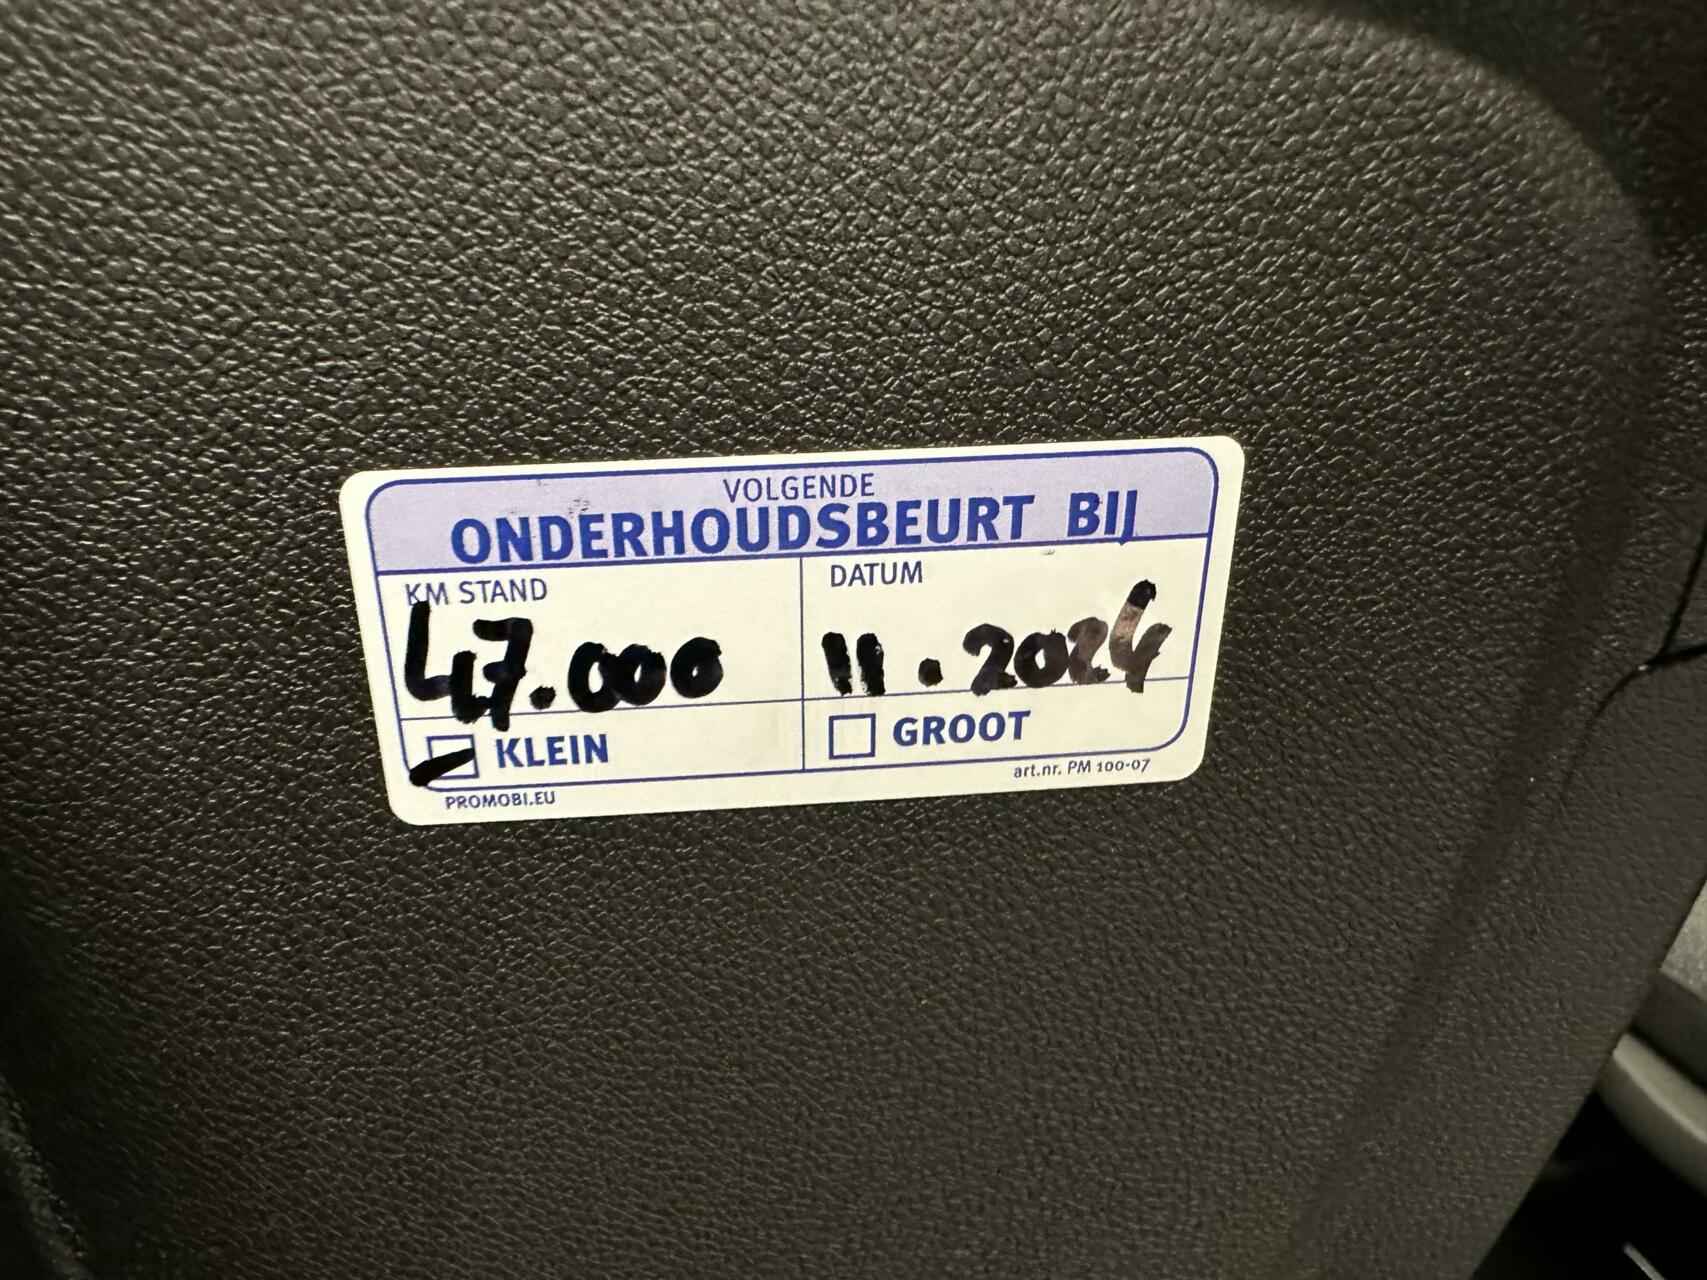 VOLGENDE
ONDERHOUDSBEURT BIJ
KM STAND
47.000
DATUM
11.2024
KLEIN
GROOT
PROMOBI.EU
art.nr. PM 100-07